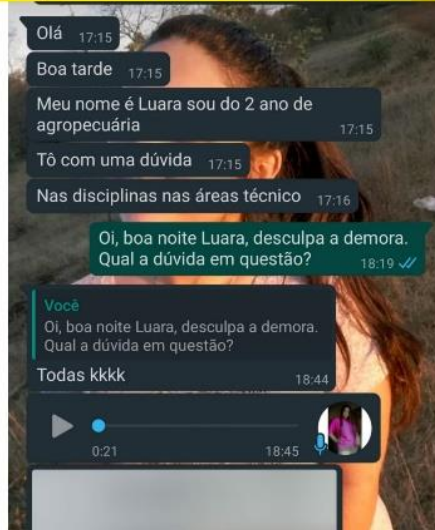 Olá 17:15
Boa tarde 17:15
Meu nome é Luara sou do 2 ano de
agropecuária 17:15
Tô com uma dúvida 17:15
Nas disciplinas nas áreas técnico 17:16
Oi, boa noite Luara, desculpa a demora.
Qual a dúvida em questão? 18:19
Você
Oi, boa noite Luara, desculpa a demora.
Qual a dúvida em questão?
Todas kkkk 18:44
0:21 18:45